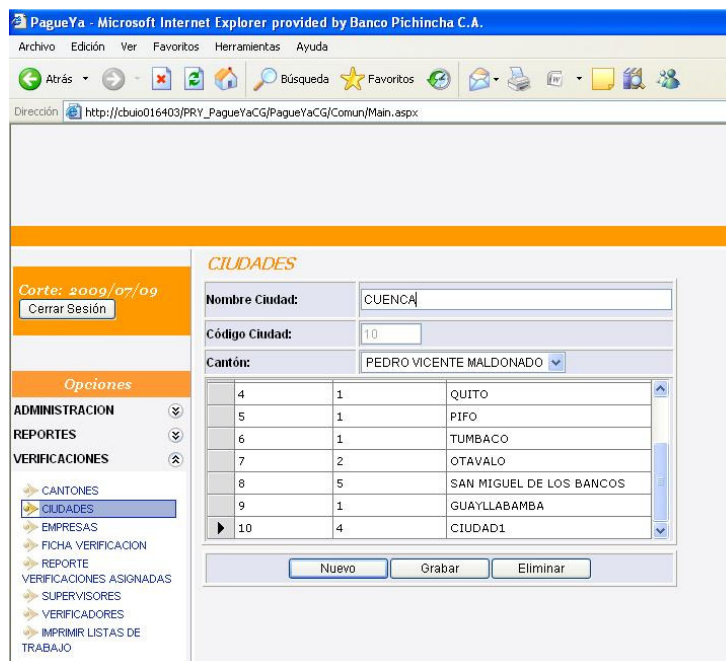 PagueYa - Microsoft Internet Explorer provided by Banco Pichincha C.A.
Archivo Edición Ver Favoritos Herramientas Ayuda
Atrás Búsqueda Favoritos
Dirección http://cbuio016403/PRY_PagueYaCG/PagueYaCG/Comun/Main.aspx
Corte: 2009/07/09
Cerrar Sesión
Opciones
ADMINISTRACION
REPORTES
VERIFICACIONES
CANTONES
CIUDADES
EMPRESAS
FICHA VERIFICACION
REPORTE
VERIFICACIONES ASIGNADAS
SUPERVISORES
VERIFICADORES
IMPRIMIR LISTAS DE
TRABAJO
CIUDADES
Nombre Ciudad: CUENCA
Código Ciudad: 10
Cantón: PEDRO VICENTE MALDONADO
4 1 QUITO
5 1 PIFO
6 1 TUMBACO
7 2 OTAVALO
8 5 SAN MIGUEL DE LOS BANCOS
9 1 GUAYLLABAMBA
10 4 CIUDAD1
Nuevo Grabar Eliminar